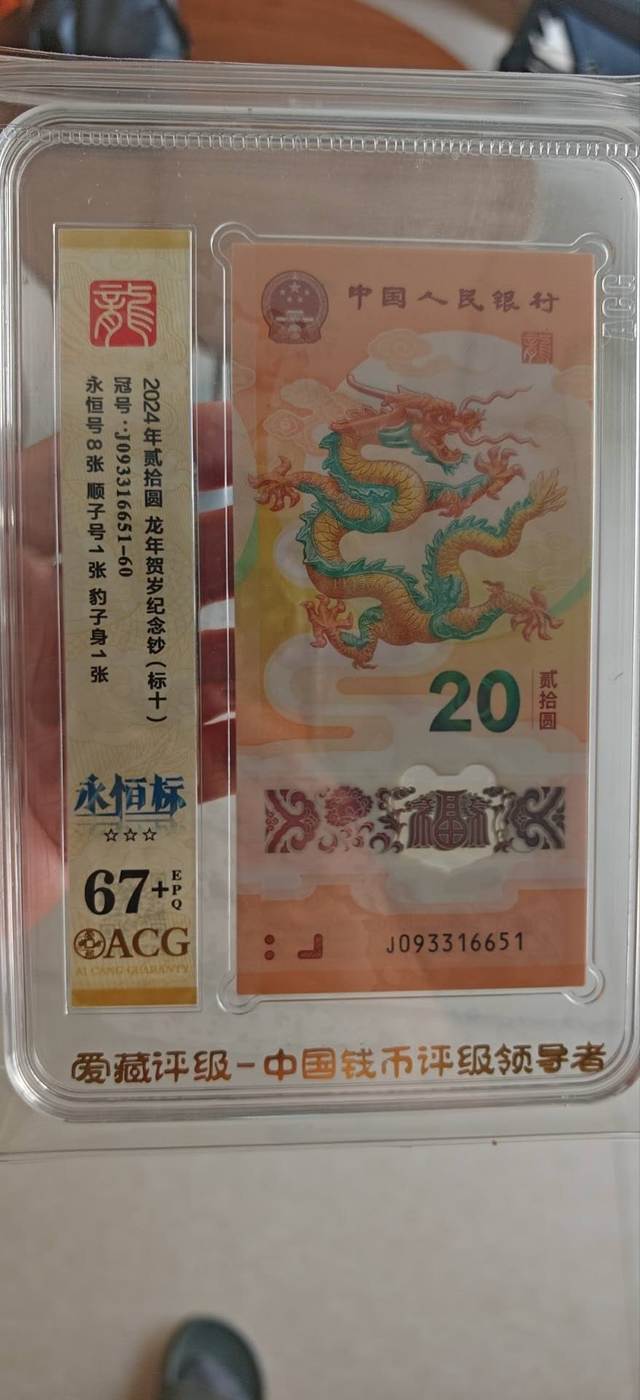 龍
2024年贰拾圆 龙年贺岁纪念钞（标十）
冠号：J093316651-60
永恒号8张 顺子号1张 豹子身1张
永恒标
☆☆☆
67+EPQ
ACG
AI CANG GUARANTY
中国人民银行
龍
20
贰拾圆
福
J093316651
爱藏评级-中国钱币评级领导者
ACG